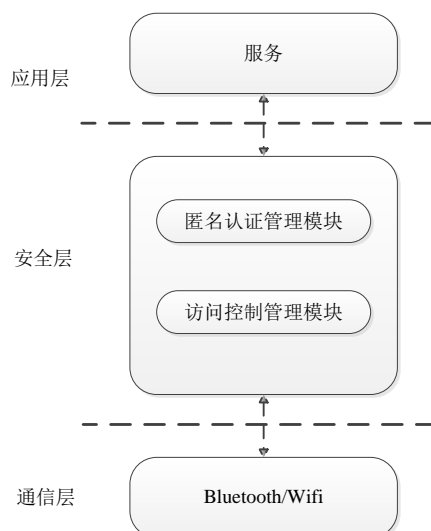 服务
应用层
匿名认证管理模块
安全层
访问控制管理模块
通信层
Bluetooth/Wifi